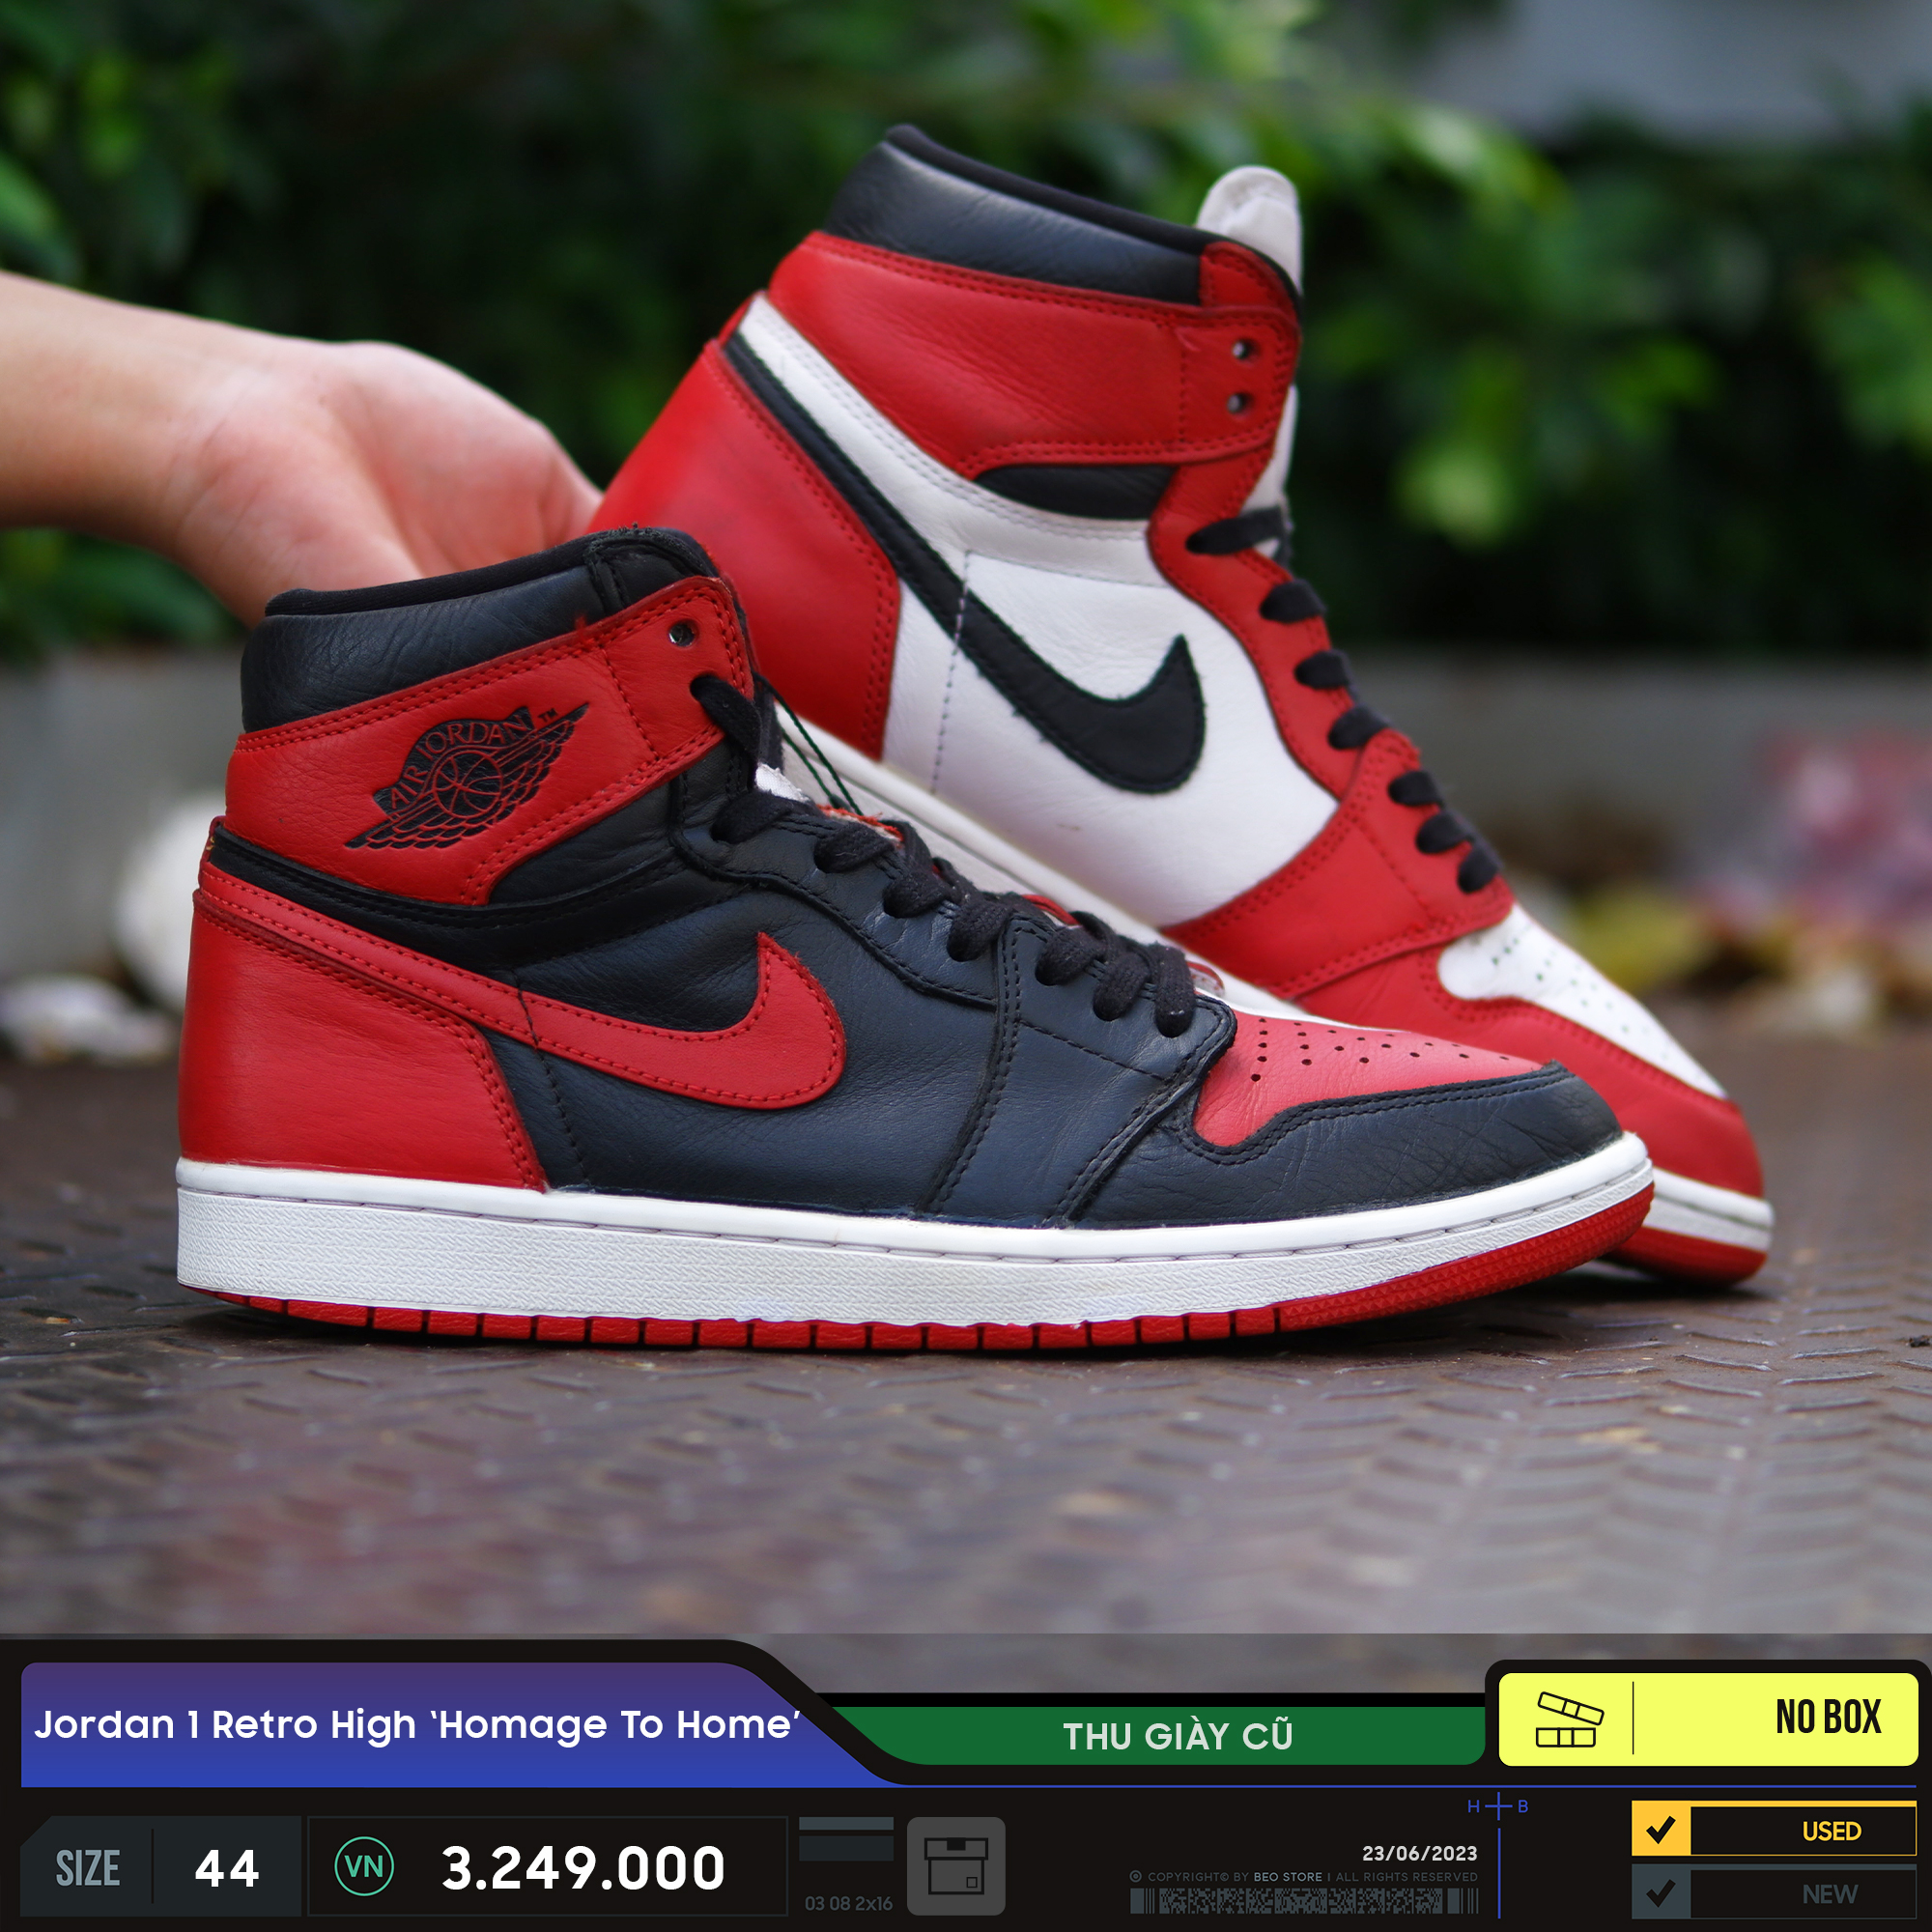 AIR JORDAN™
Jordan 1 Retro High ‘Homage To Home’
THU GIÀY CŨ
NO BOX
SIZE 44
VN 3.249.000
03 08 2x16
H B
23/06/2023
COPYRIGHT© BY BEO STORE | ALL RIGHTS RESERVED
USED
NEW